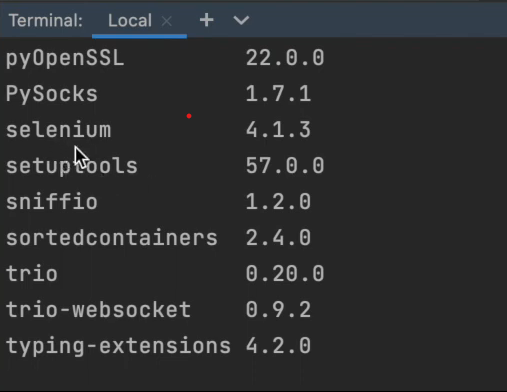 Terminal: Local × + 
pyOpenSSL 22.0.0
PySocks 1.7.1
selenium 4.1.3
setuptools 57.0.0
sniffio 1.2.0
sortedcontainers 2.4.0
trio 0.20.0
trio-websocket 0.9.2
typing-extensions 4.2.0